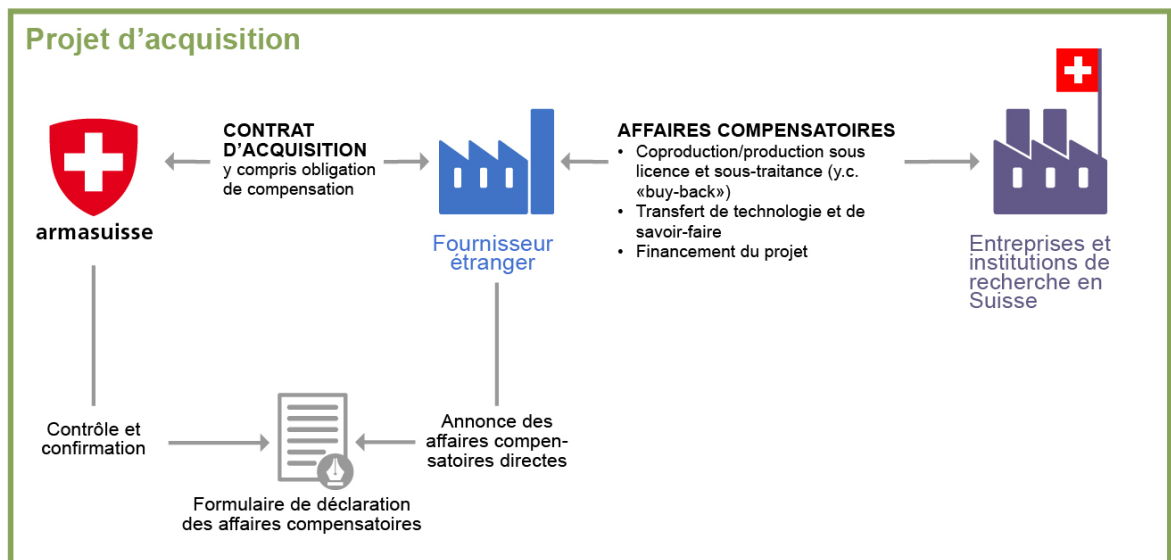 Projet d’acquisition
armasuisse
CONTRAT
D’ACQUISITION
y compris obligation
de compensation
Fournisseur
étranger
AFFAIRES COMPENSATOIRES
• Coproduction/production sous
licence et sous-traitance (y.c.
«buy-back»)
• Transfert de technologie et de
savoir-faire
• Financement du projet
Entreprises et
institutions de
recherche en
Suisse
Contrôle et
confirmation
Annonce des
affaires compen-
satoires directes
Formulaire de déclaration
des affaires compensatoires